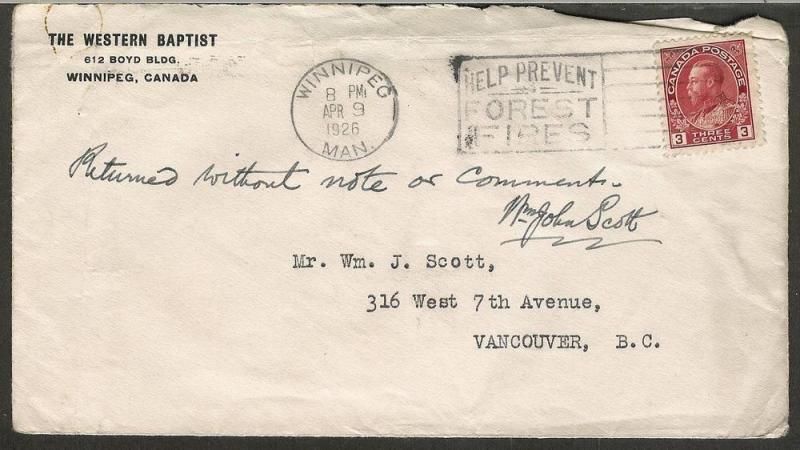 THE WESTERN BAPTIST
612 BOYD BLDG.
WINNIPEG, CANADA
WINNIPEG
8 PM
APR 9
1926
MAN.
HELP PREVENT
FOREST
FIRES
CANADA POSTAGE
3 THREE 3
CENTS
Returned without note or comment.
Wm John Scott
Mr. Wm. J. Scott,
316 West 7th Avenue,
VANCOUVER, B.C.